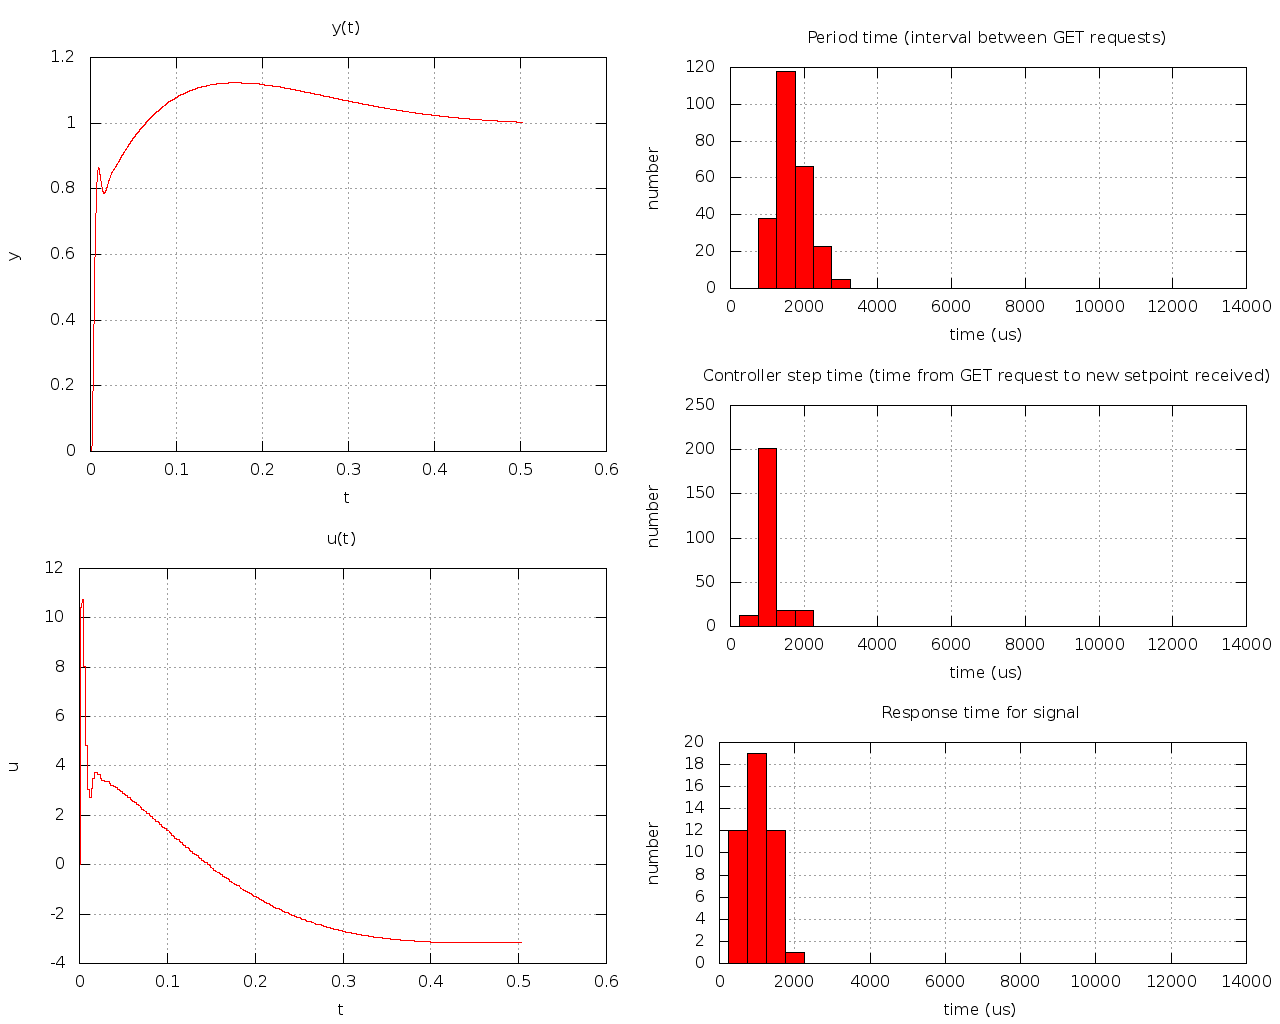 y(t)
1.2
1
0.8
0.6
0.4
0.2
0
y
0 0.1 0.2 0.3 0.4 0.5 0.6
t
u(t)
12
10
8
6
4
2
0
-2
-4
u
0 0.1 0.2 0.3 0.4 0.5 0.6
t
Period time (interval between GET requests)
120
100
80
60
40
20
0
number
0 2000 4000 6000 8000 10000 12000 14000
time (us)
Controller step time (time from GET request to new setpoint received)
250
200
150
100
50
0
number
0 2000 4000 6000 8000 10000 12000 14000
time (us)
Response time for signal
20
18
16
14
12
10
8
6
4
2
0
number
0 2000 4000 6000 8000 10000 12000 14000
time (us)